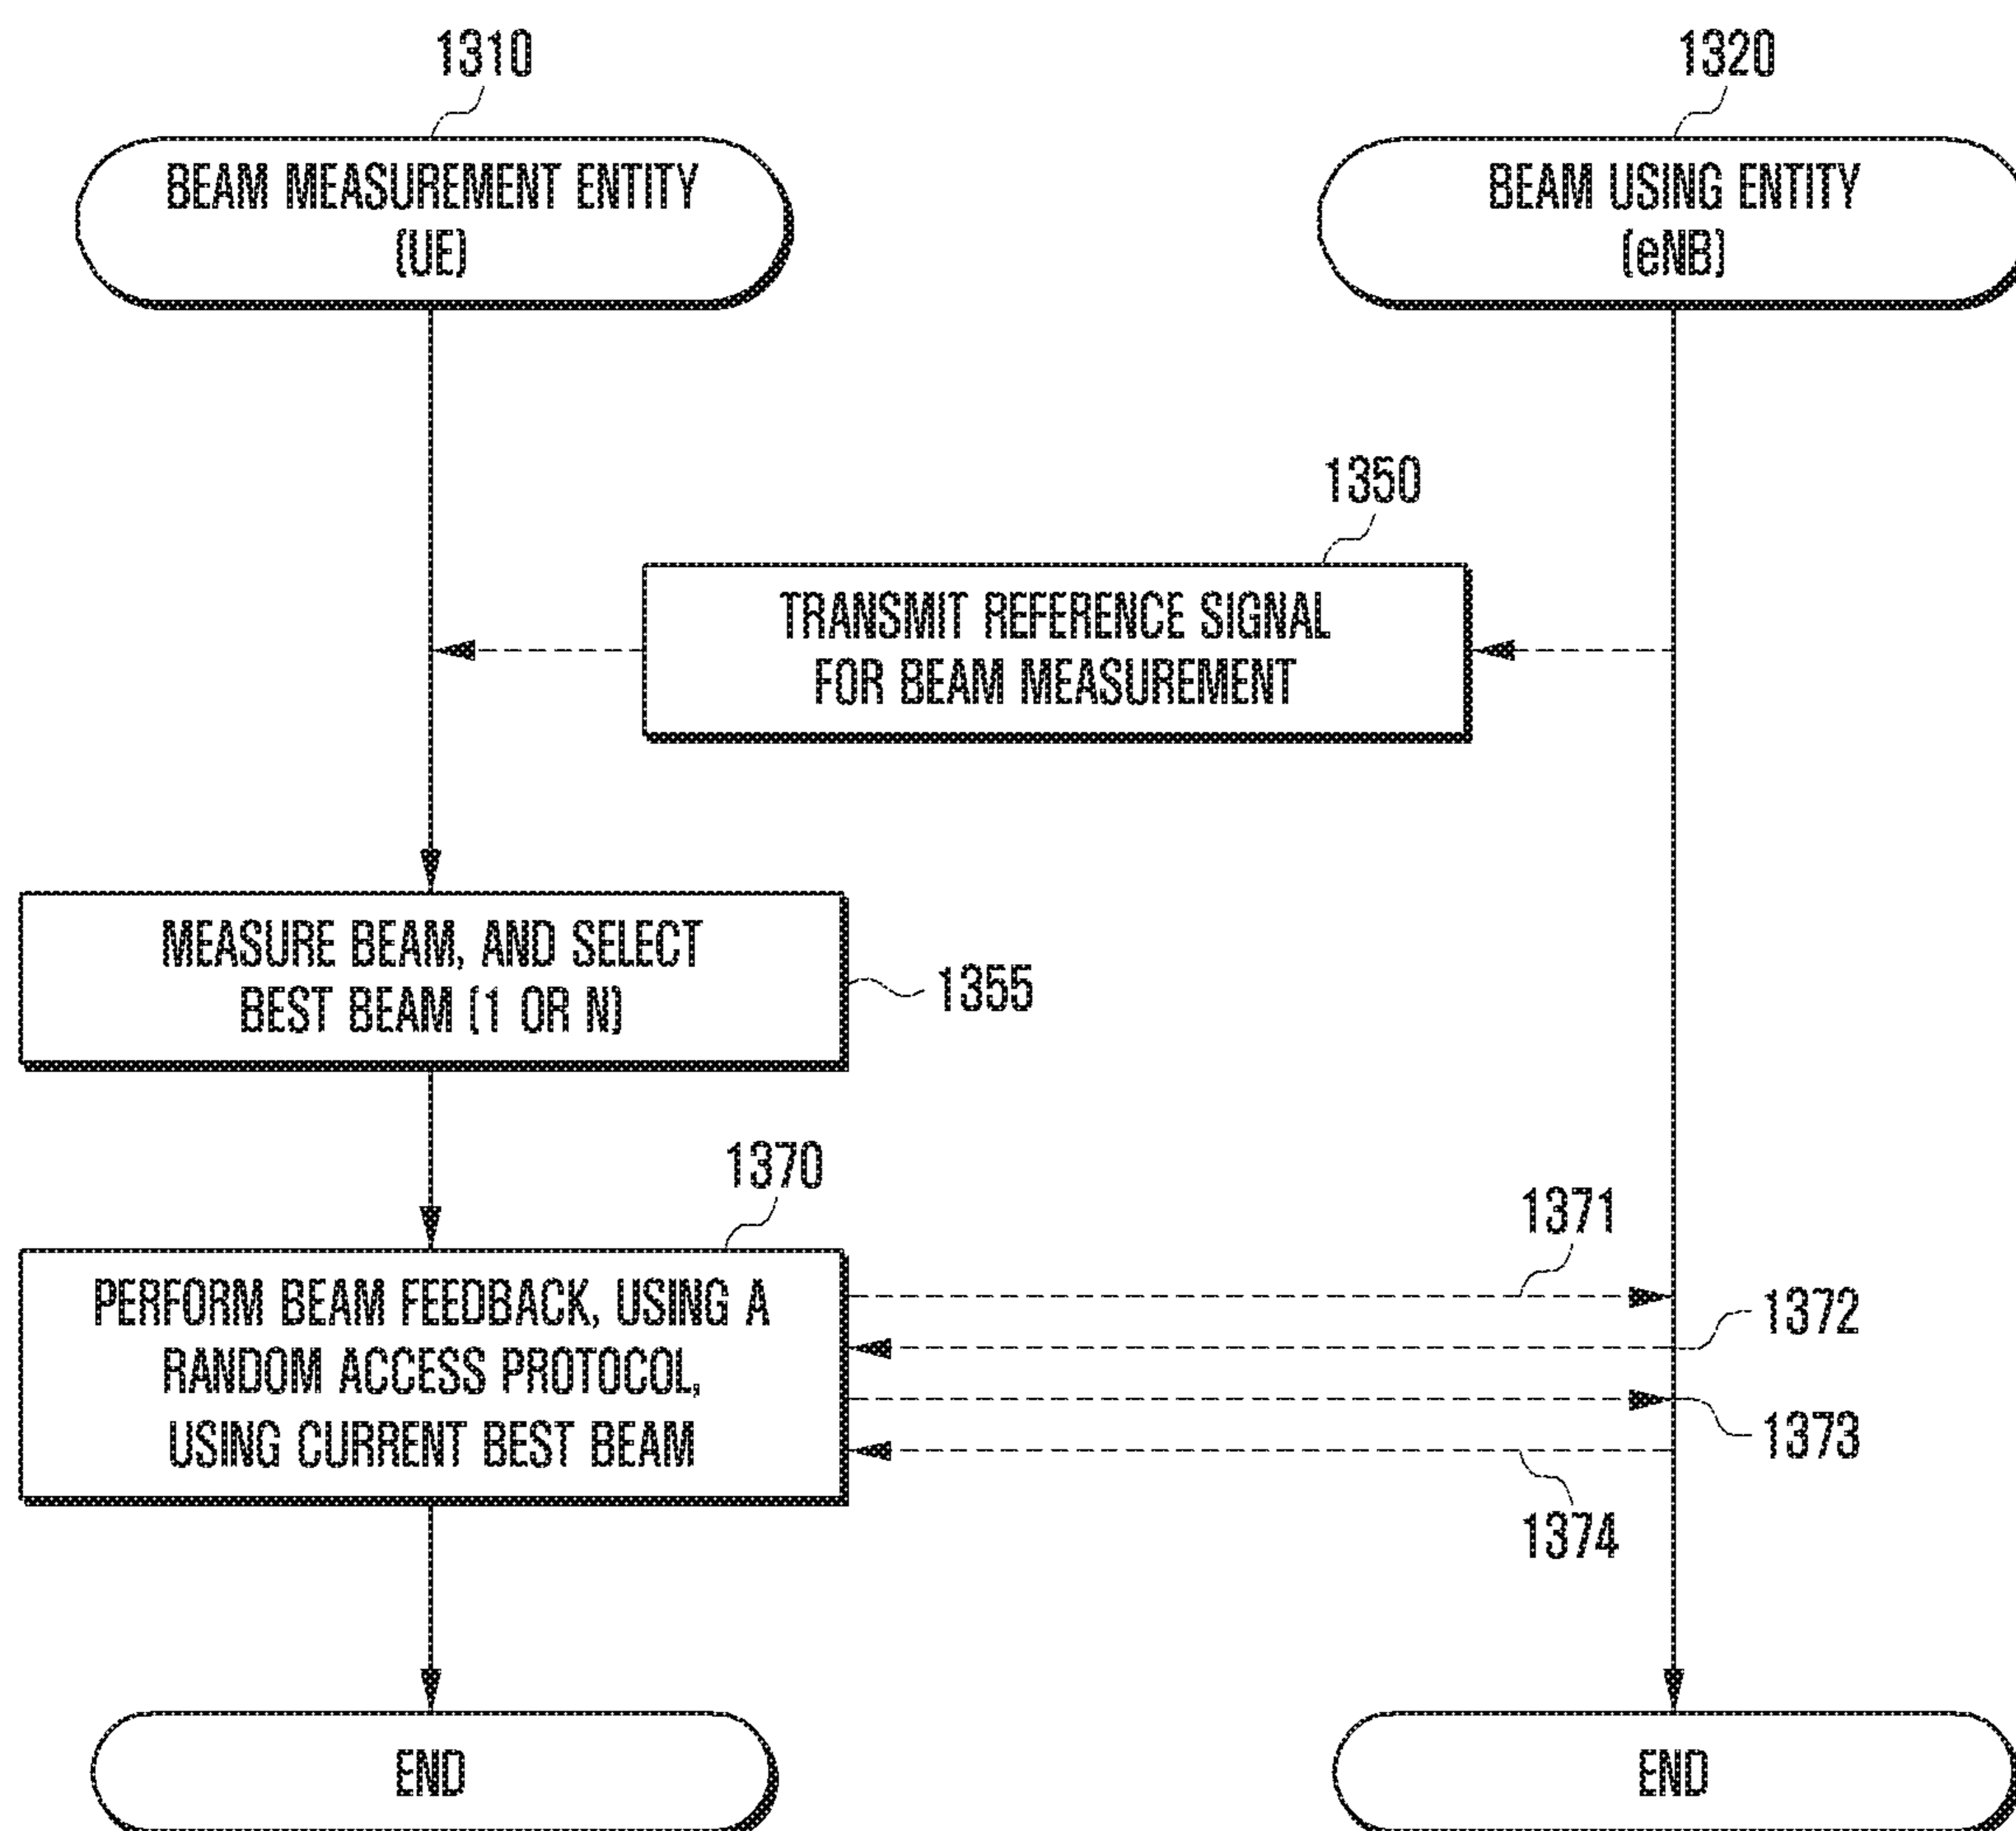 1310
1320
BEAM MEASUREMENT ENTITY
(UE)
BEAM USING ENTITY
(eNB)
1350
TRANSMIT REFERENCE SIGNAL
FOR BEAM MEASUREMENT
MEASURE BEAM, AND SELECT
BEST BEAM (1 OR N)
1355
1370
1371
PERFORM BEAM FEEDBACK, USING A
RANDOM ACCESS PROTOCOL,
USING CURRENT BEST BEAM
1372
1373
1374
END
END